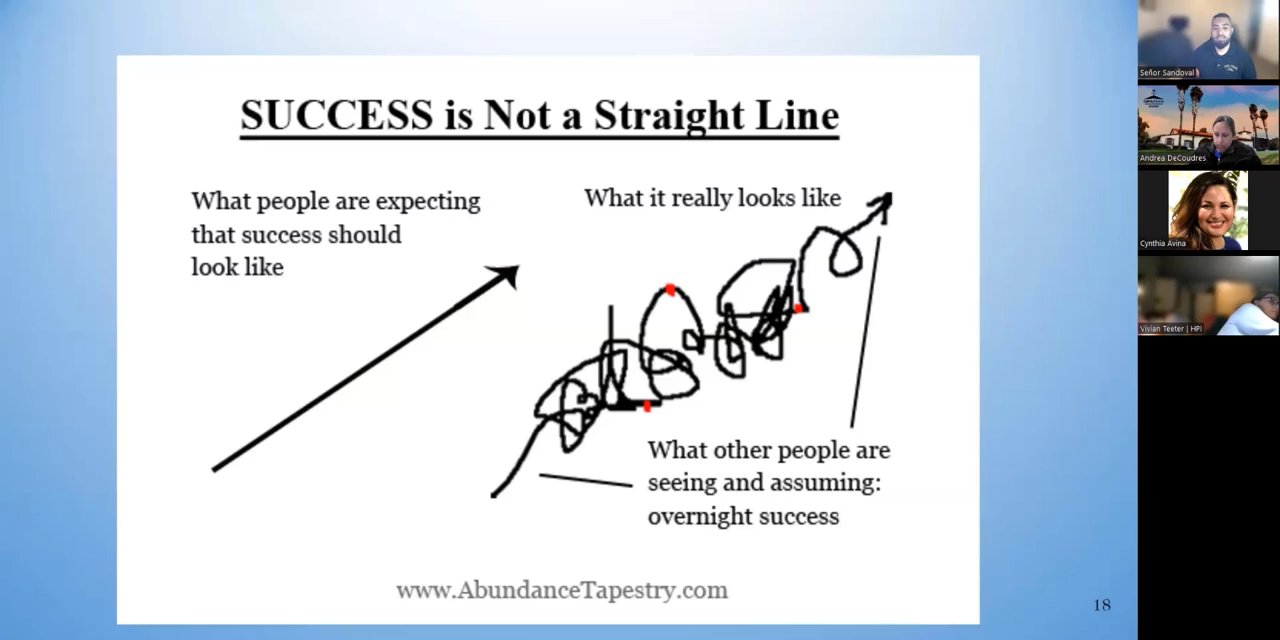 SUCCESS is Not a Straight Line
What people are expecting
that success should
look like
What it really looks like
What other people are
seeing and assuming:
overnight success
www.AbundanceTapestry.com
18
Señor Sandoval
Andrea DeCoudres
Cynthia Avina
Vivian Teeter | HPI